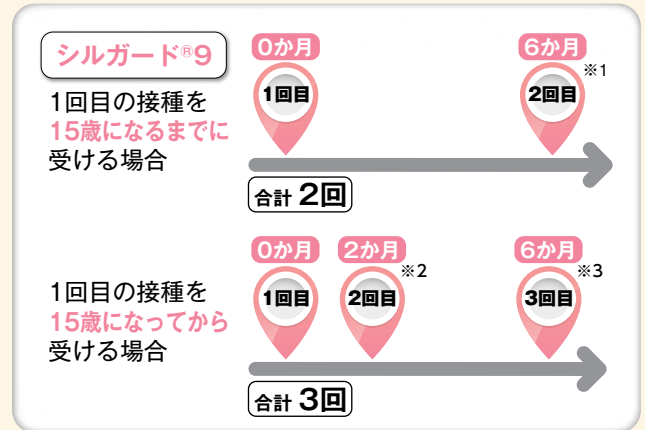 シルガード®9
0か月
6か月
1回目
2回目
※1
1回目の接種を
15歳になるまでに
受ける場合
合計 2回
0か月
2か月
6か月
※2
※3
1回目
2回目
3回目
1回目の接種を
15歳になってから
受ける場合
合計 3回